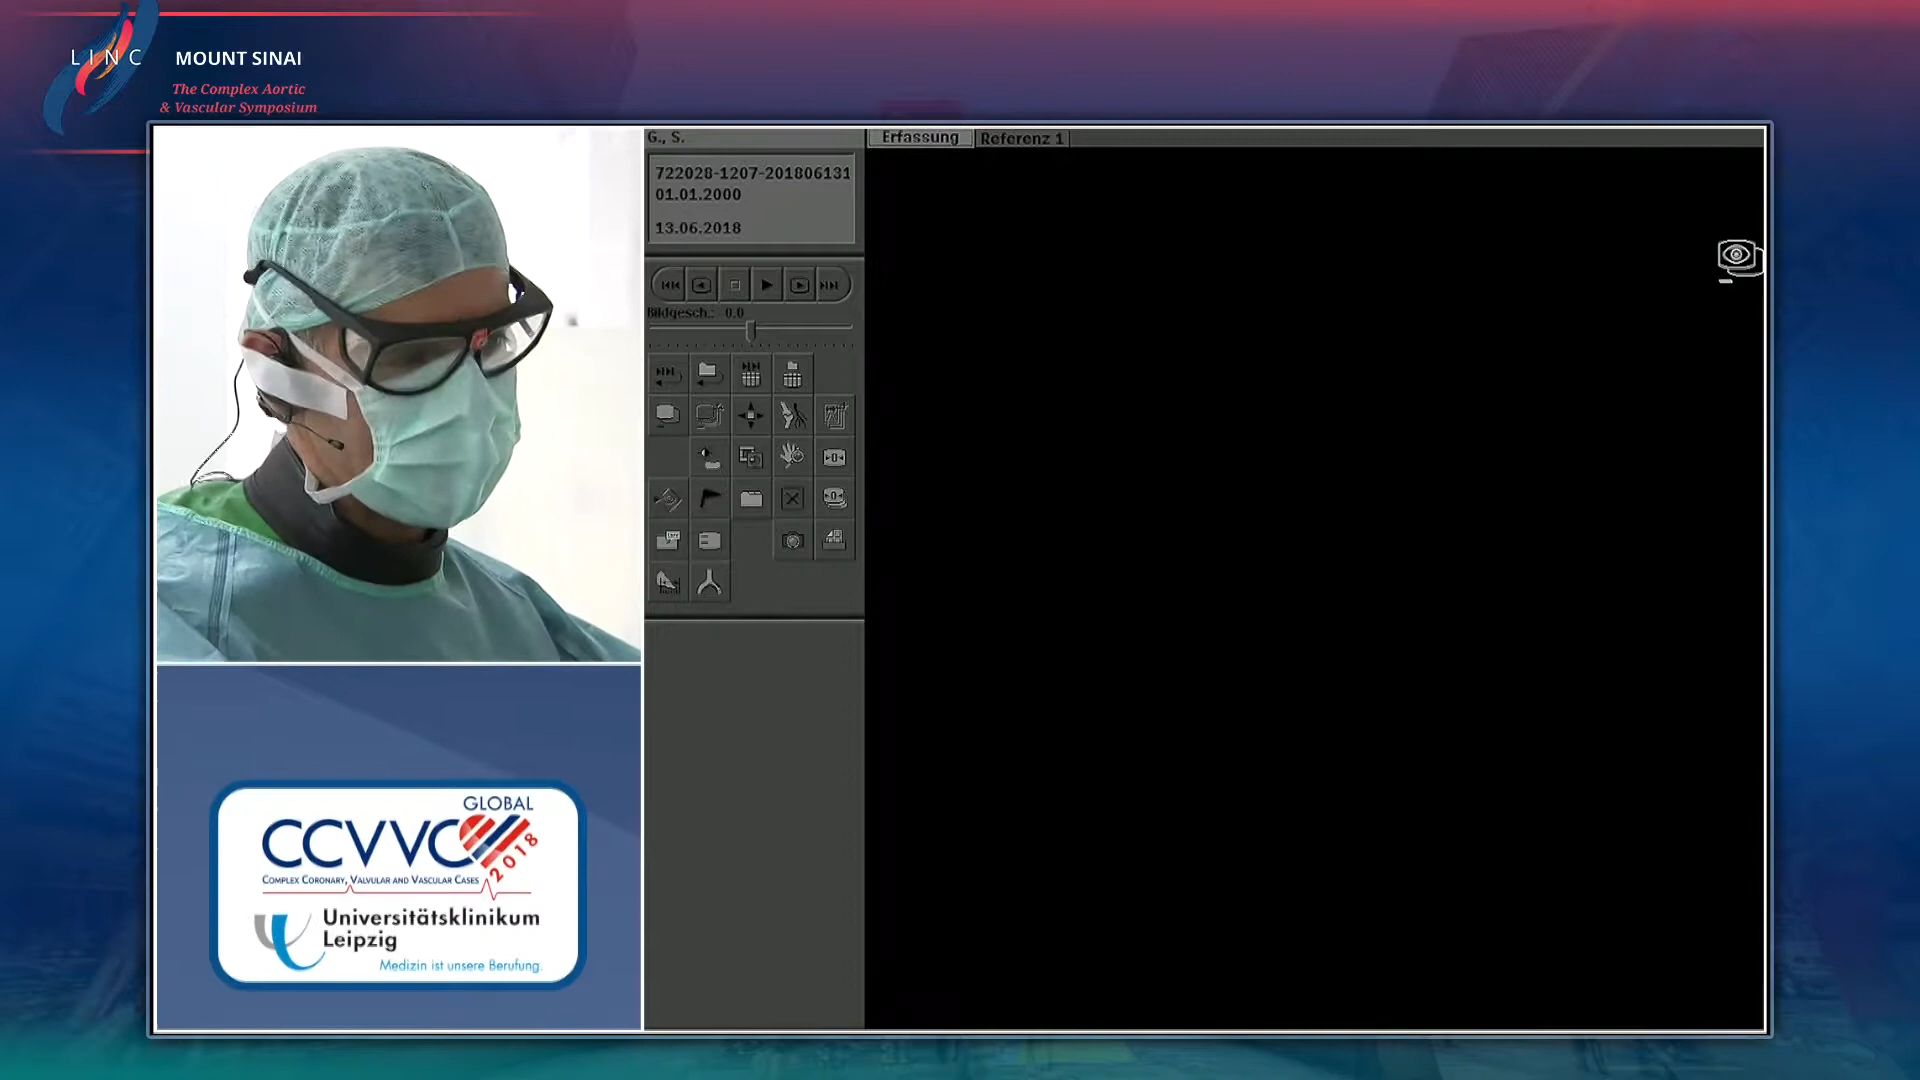 LINC
MOUNT SINAI
The Complex Aortic
& Vascular Symposium
G., S.
722028-1207-201806131
01.01.2000
13.06.2018
Bildgesch.: 0.0
Erfassung
Referenz 1
GLOBAL
CCVVC
2018
COMPLEX CORONARY, VALVULAR AND VASCULAR CASES
Universitätsklinikum
Leipzig
Medizin ist unsere Berufung.